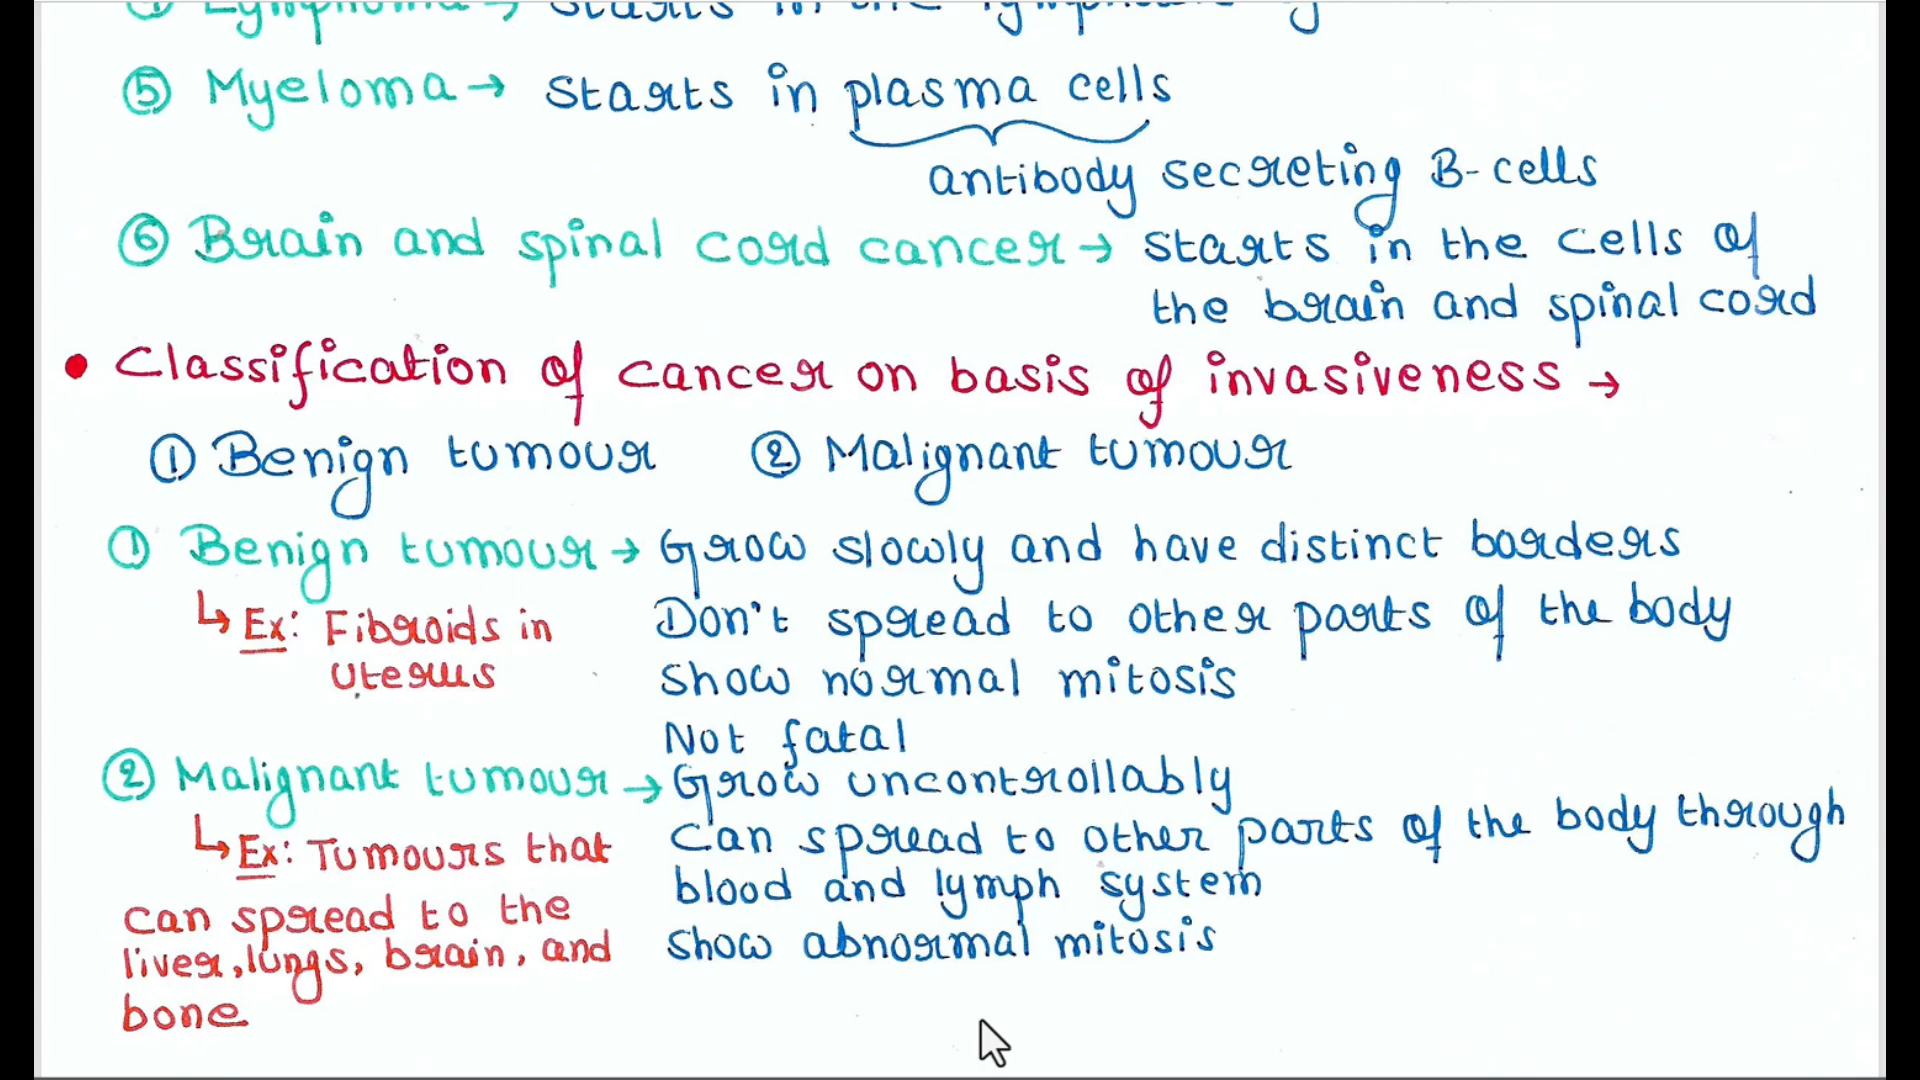 Lymphoma → starts in the
⑤ Myeloma → Starts in plasma cells
antibody secreting B-cells
⑥ Brain and spinal cord cancer → starts in the cells of
the brain and spinal cord
• Classification of cancer on basis of invasiveness →
① Benign tumour ② Malignant tumour
① Benign tumour → Grow slowly and have distinct borders
↳ Ex: Fibroids in Don't spread to other parts of the body
uterus Show normal mitosis
Not fatal
② Malignant tumour → Grow uncontrollably
↳ Ex: Tumours that Can spread to other parts of the body through
blood and lymph system
can spread to the
Show abnormal mitosis
liver, lungs, brain, and
bone